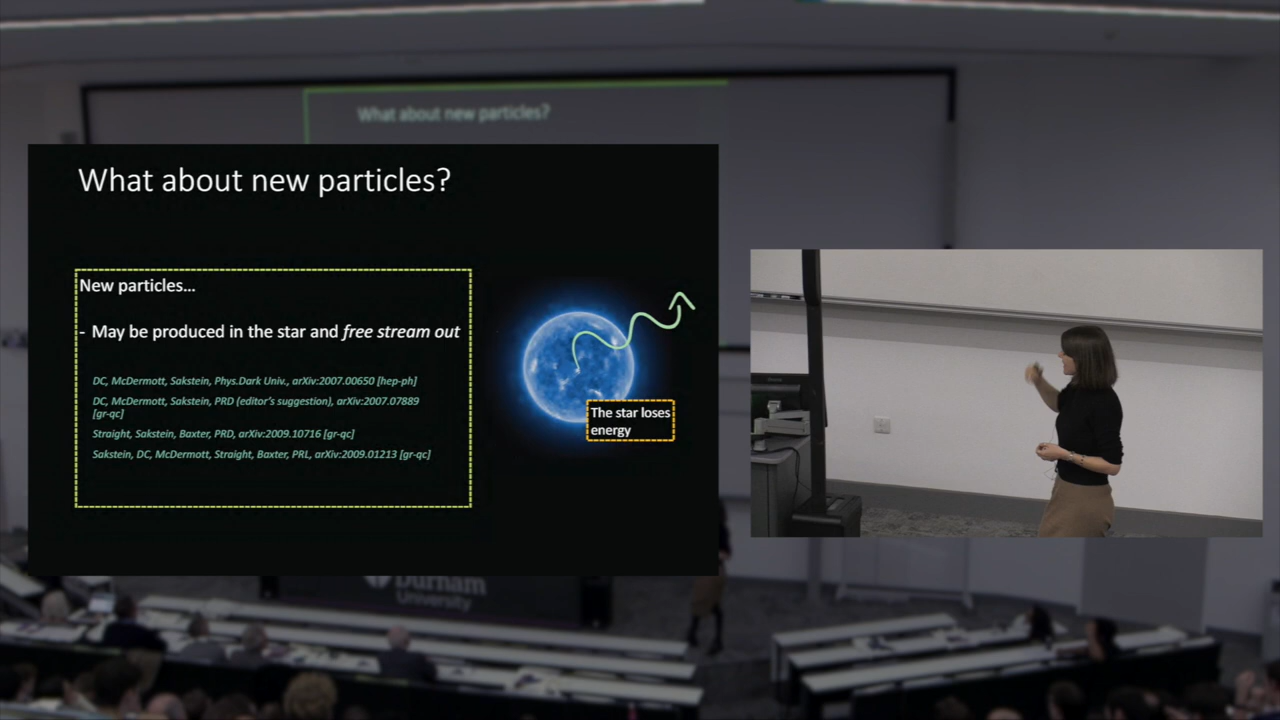 What about new particles?
What about new particles?
New particles...
- May be produced in the star and free stream out
DC, McDermott, Sakstein, Phys.Dark Univ., arXiv:2007.00650 [hep-ph]
DC, McDermott, Sakstein, PRD (editor's suggestion), arXiv:2007.07889
[gr-qc]
Straight, Sakstein, Baxter, PRD, arXiv:2009.10716 [gr-qc]
Sakstein, DC, McDermott, Straight, Baxter, PRL, arXiv:2009.01213 [gr-qc]
The star loses
energy
Durham
University